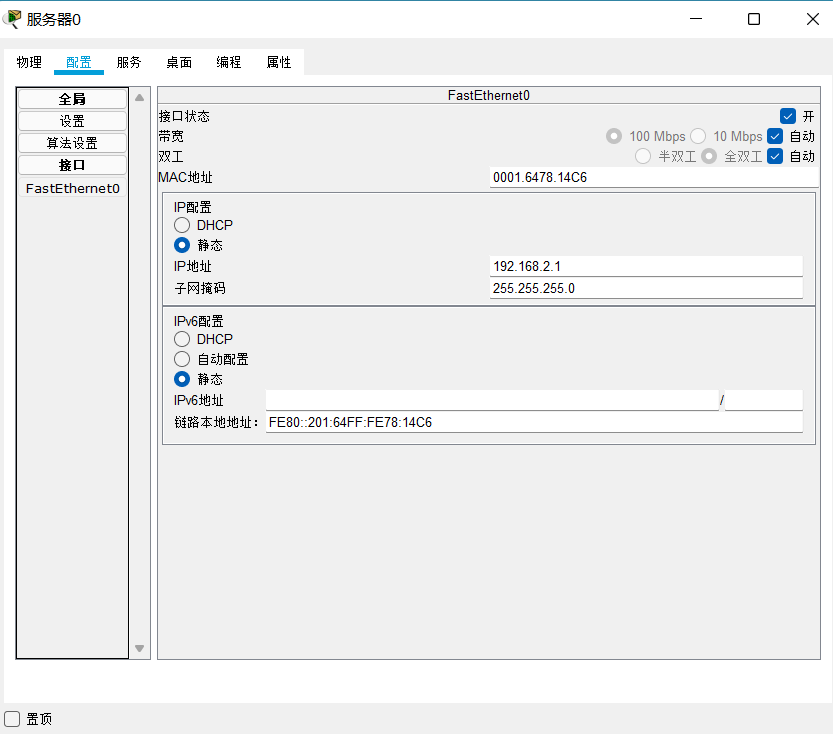 服务器0
物理 配置 服务 桌面 编程 属性
全局
设置
算法设置
接口
FastEthernet0
FastEthernet0
接口状态 开
带宽 100 Mbps 10 Mbps 自动
双工 半双工 全双工 自动
MAC地址 0001.6478.14C6
IP配置
DHCP
静态
IP地址 192.168.2.1
子网掩码 255.255.255.0
IPv6配置
DHCP
自动配置
静态
IPv6地址 /
链路本地地址: FE80::201:64FF:FE78:14C6
置顶